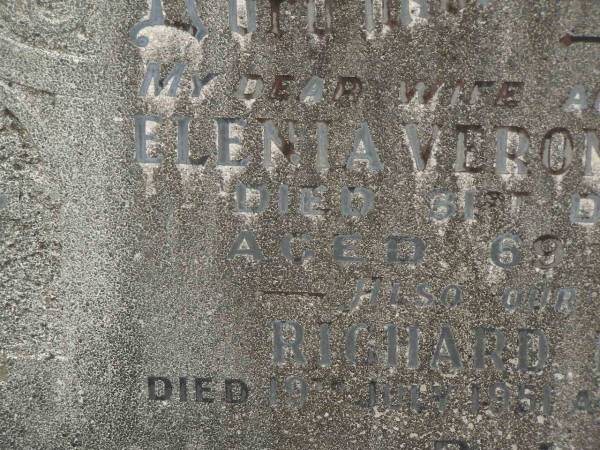 MY DEAR WIFE
ELENIA VERON
DIED 31ST D
AGED 69
ALSO OUR
RICHARD
DIED 19TH JULY 1951 A